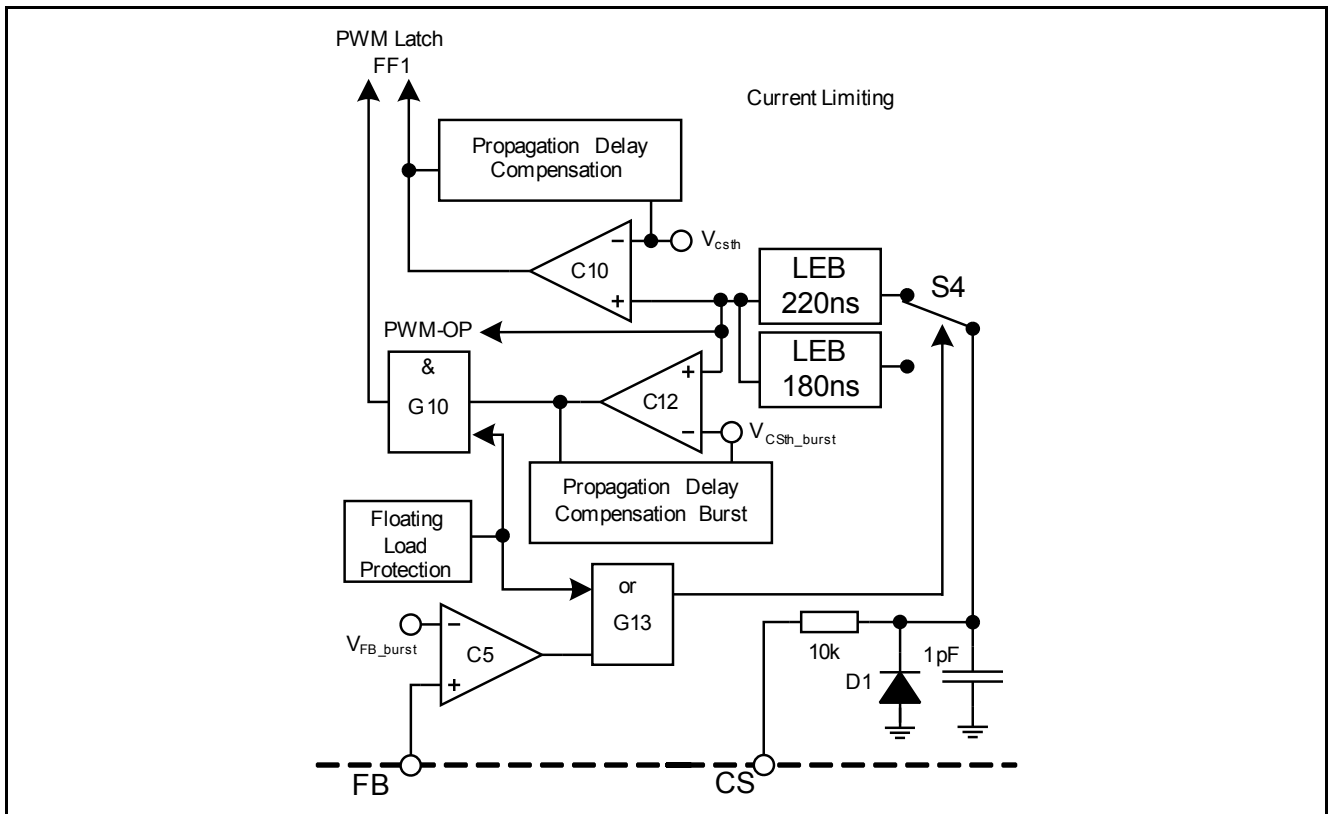 PWM Latch
FF1
Current Limiting
Propagation Delay
Compensation
Vcsth
C10
−
+
LEB
220ns
S4
PWM-OP
LEB
180ns
&
G10
C12
+
−
VCSth_burst
Propagation Delay
Compensation Burst
Floating
Load
Protection
or
G13
VFB_burst
−
C5
+
10k
1pF
D1
FB
CS